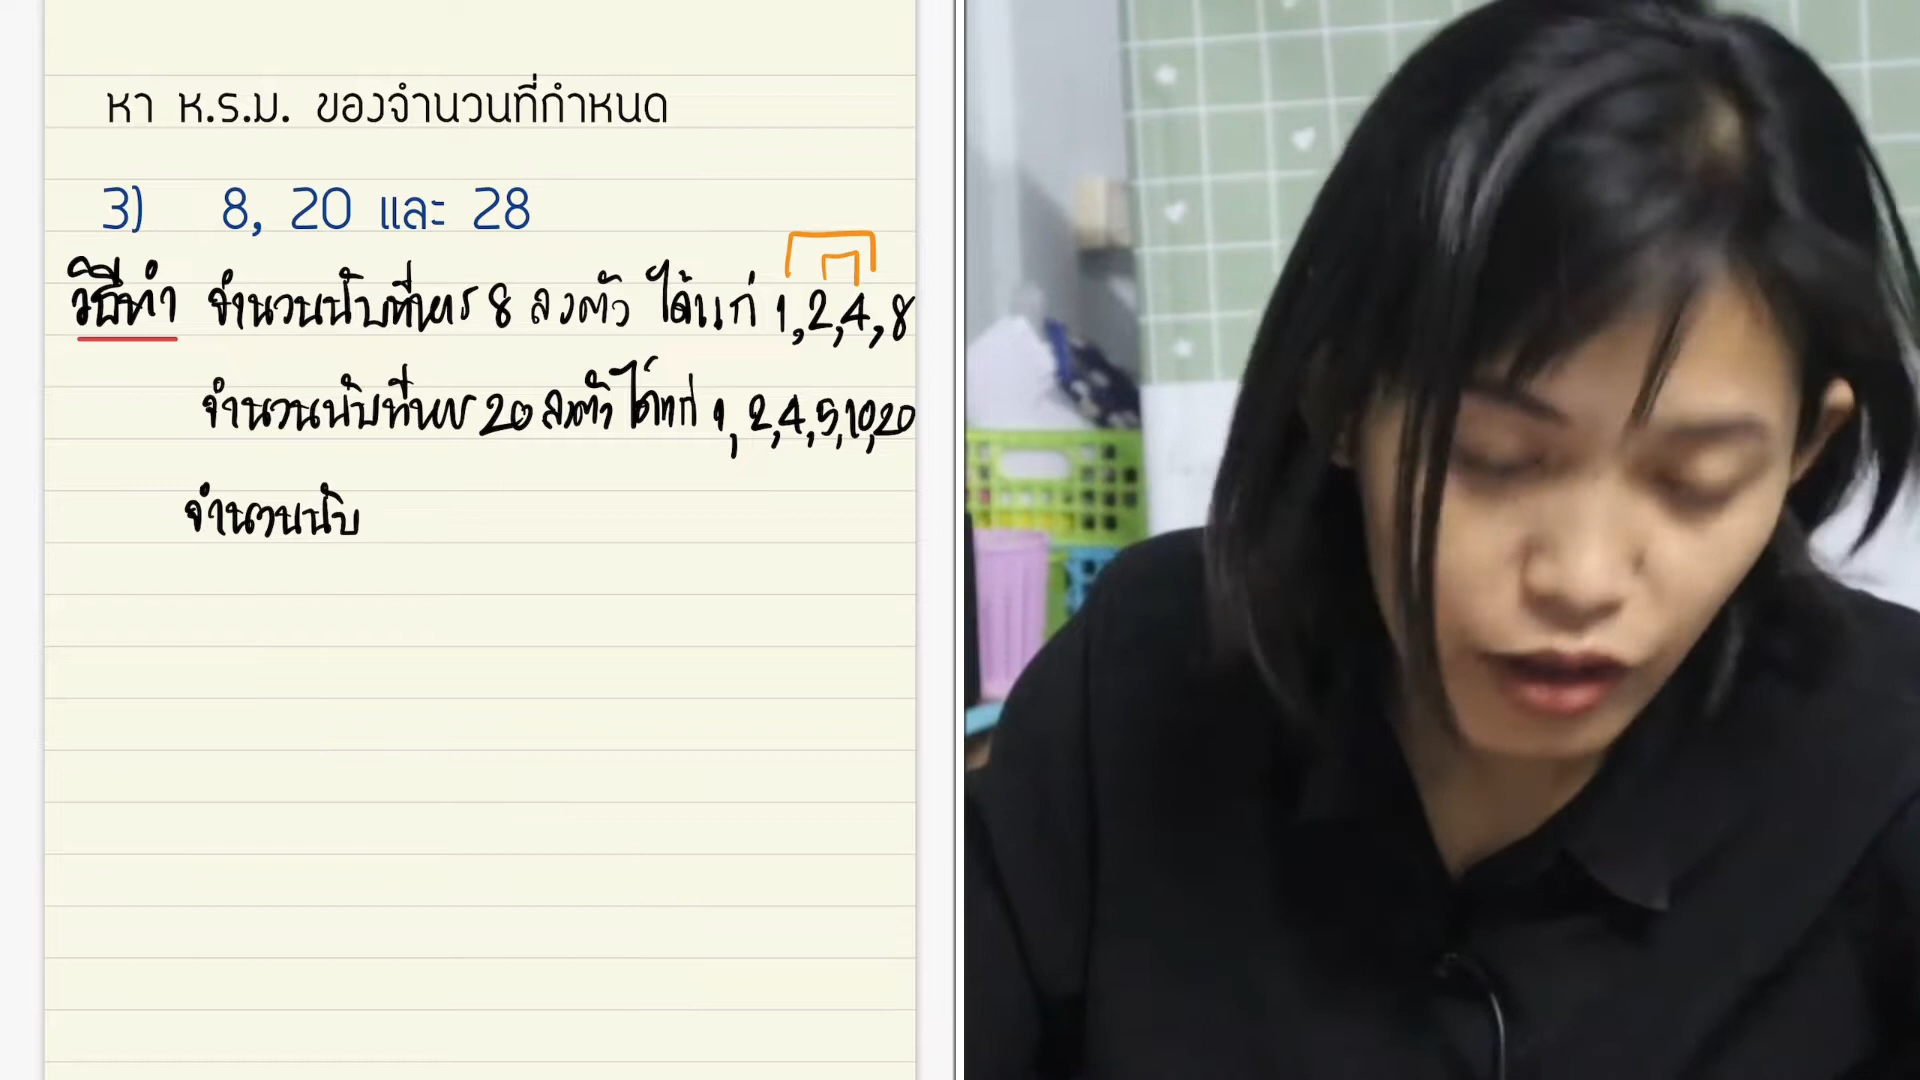 หา ห.ร.ม. ของจำนวนที่กำหนด
3) 8, 20 และ 28
วิธีทำ จำนวนนับที่หาร 8 ลงตัว ได้แก่ 1,2,4,8
จำนวนนับที่หาร 20 ลงตัว ได้แก่ 1, 2,4,5,10,20
จำนวนนับ